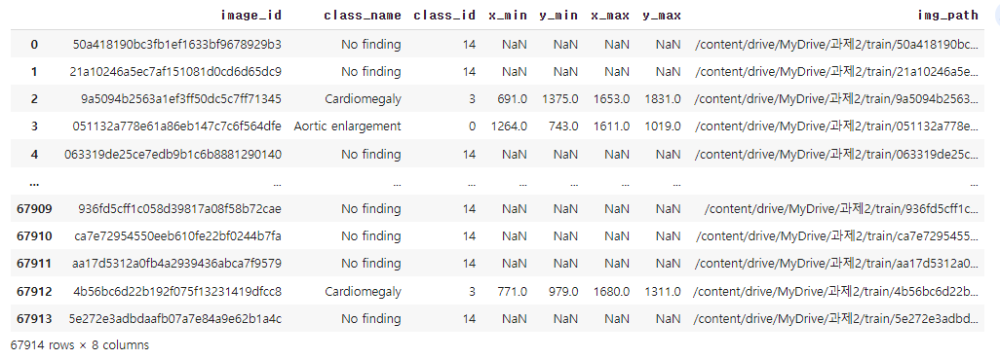 image_id class_name class_id x_min y_min x_max y_max img_path
0 50a418190bc3fb1ef1633bf9678929b3 No finding 14 NaN NaN NaN NaN /content/drive/MyDrive/과제2/train/50a418190bc...
1 21a10246a5ec7af151081d0cd6d65dc9 No finding 14 NaN NaN NaN NaN /content/drive/MyDrive/과제2/train/21a10246a5e...
2 9a5094b2563a1ef3ff50dc5c7ff71345 Cardiomegaly 3 691.0 1375.0 1653.0 1831.0 /content/drive/MyDrive/과제2/train/9a5094b2563...
3 051132a778e61a86eb147c7c6f564dfe Aortic enlargement 0 1264.0 743.0 1611.0 1019.0 /content/drive/MyDrive/과제2/train/051132a778e...
4 063319de25ce7edb9b1c6b8881290140 No finding 14 NaN NaN NaN NaN /content/drive/MyDrive/과제2/train/063319de25c...
... ... ... ... ... ... ... ... ...
67909 936fd5cff1c058d39817a08f58b72cae No finding 14 NaN NaN NaN NaN /content/drive/MyDrive/과제2/train/936fd5cff1c...
67910 ca7e72954550eeb610fe22bf0244b7fa No finding 14 NaN NaN NaN NaN /content/drive/MyDrive/과제2/train/ca7e7295455...
67911 aa17d5312a0fb4a2939436abca7f9579 No finding 14 NaN NaN NaN NaN /content/drive/MyDrive/과제2/train/aa17d5312a0...
67912 4b56bc6d22b192f075f13231419dfcc8 Cardiomegaly 3 771.0 979.0 1680.0 1311.0 /content/drive/MyDrive/과제2/train/4b56bc6d22b...
67913 5e272e3adbdaafb07a7e84a9e62b1a4c No finding 14 NaN NaN NaN NaN /content/drive/MyDrive/과제2/train/5e272e3adbd...
67914 rows × 8 columns